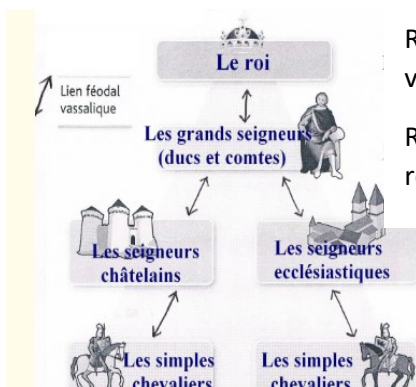 Le roi
Lien féodal
vassalique
Les grands seigneurs
(ducs et comtes)
Les seigneurs
châtelains
Les seigneurs
ecclésiastiques
Les simples
chevaliers
Les simples
chevaliers
R
v
R
r